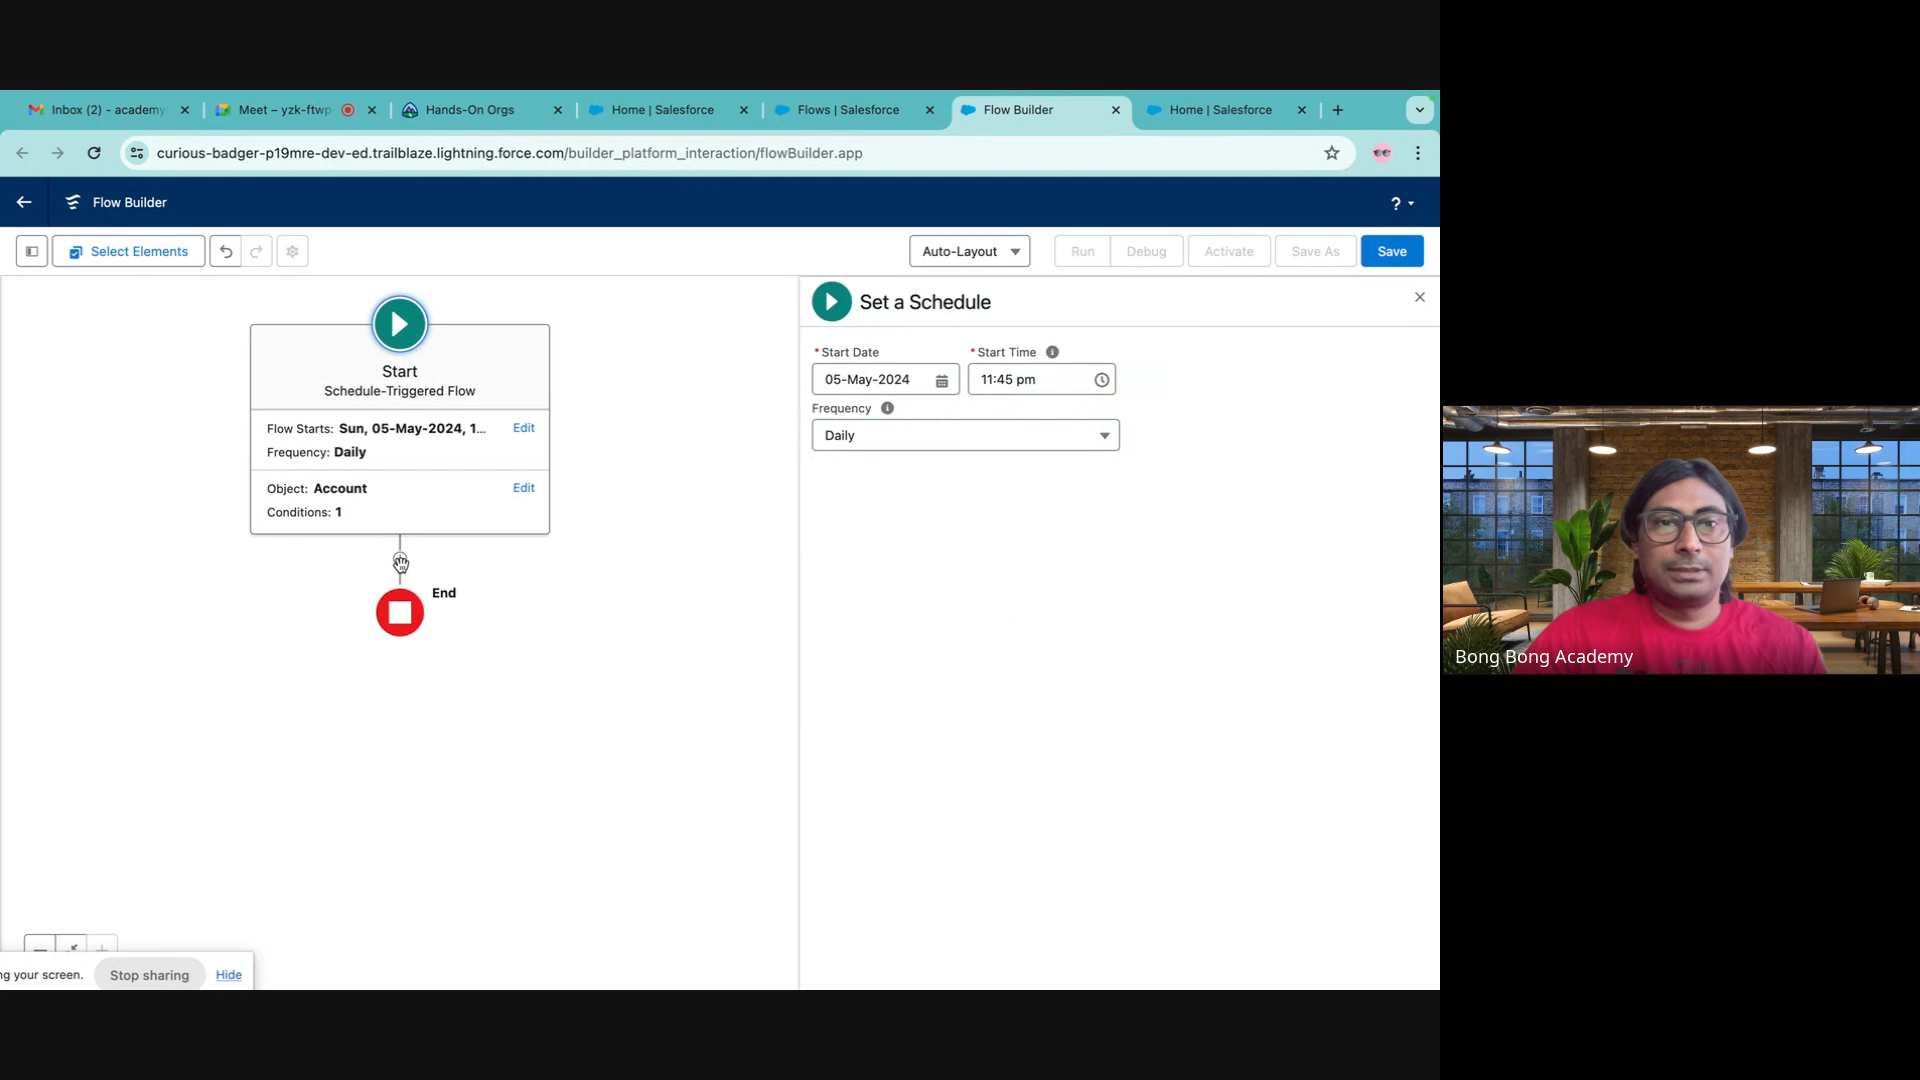 Inbox (2) - academy
Meet – yzk-ftwp
Hands-On Orgs
Home | Salesforce
Flows | Salesforce
Flow Builder
Home | Salesforce
curious-badger-p19mre-dev-ed.trailblaze.lightning.force.com/builder_platform_interaction/flowBuilder.app
Flow Builder
?
Select Elements
Auto-Layout
Run
Debug
Activate
Save As
Save
Start
Schedule-Triggered Flow
Flow Starts: Sun, 05-May-2024, 1...
Edit
Frequency: Daily
Object: Account
Edit
Conditions: 1
End
Set a Schedule
* Start Date
* Start Time
05-May-2024
11:45 pm
Frequency
Daily
ng your screen.
Stop sharing
Hide
Bong Bong Academy